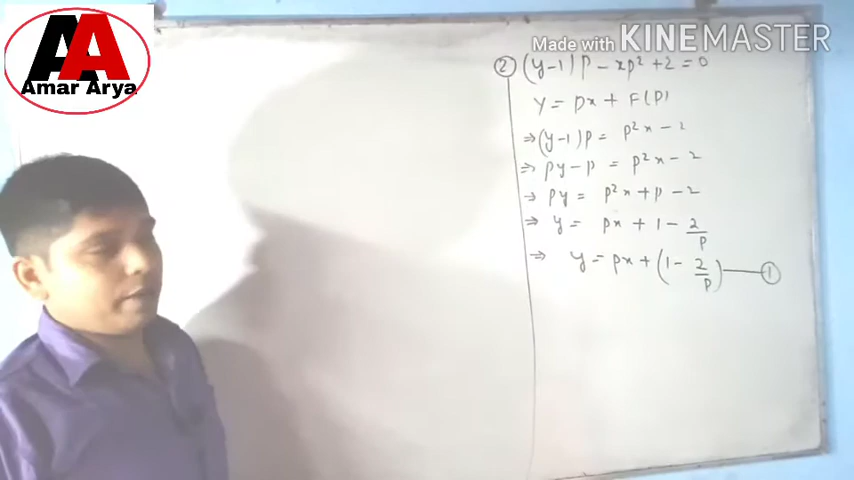 AA
Amar Arya
Made with KINEMASTER
② (y-1)p - xp² + 2 = 0
y = px + F(p)
⇒ (y-1)p = p²x - 2
⇒ py - p = p²x - 2
⇒ py = p²x + p - 2
⇒ y = px + 1 - 2/p
⇒ y = px + (1 - 2/p) — ①